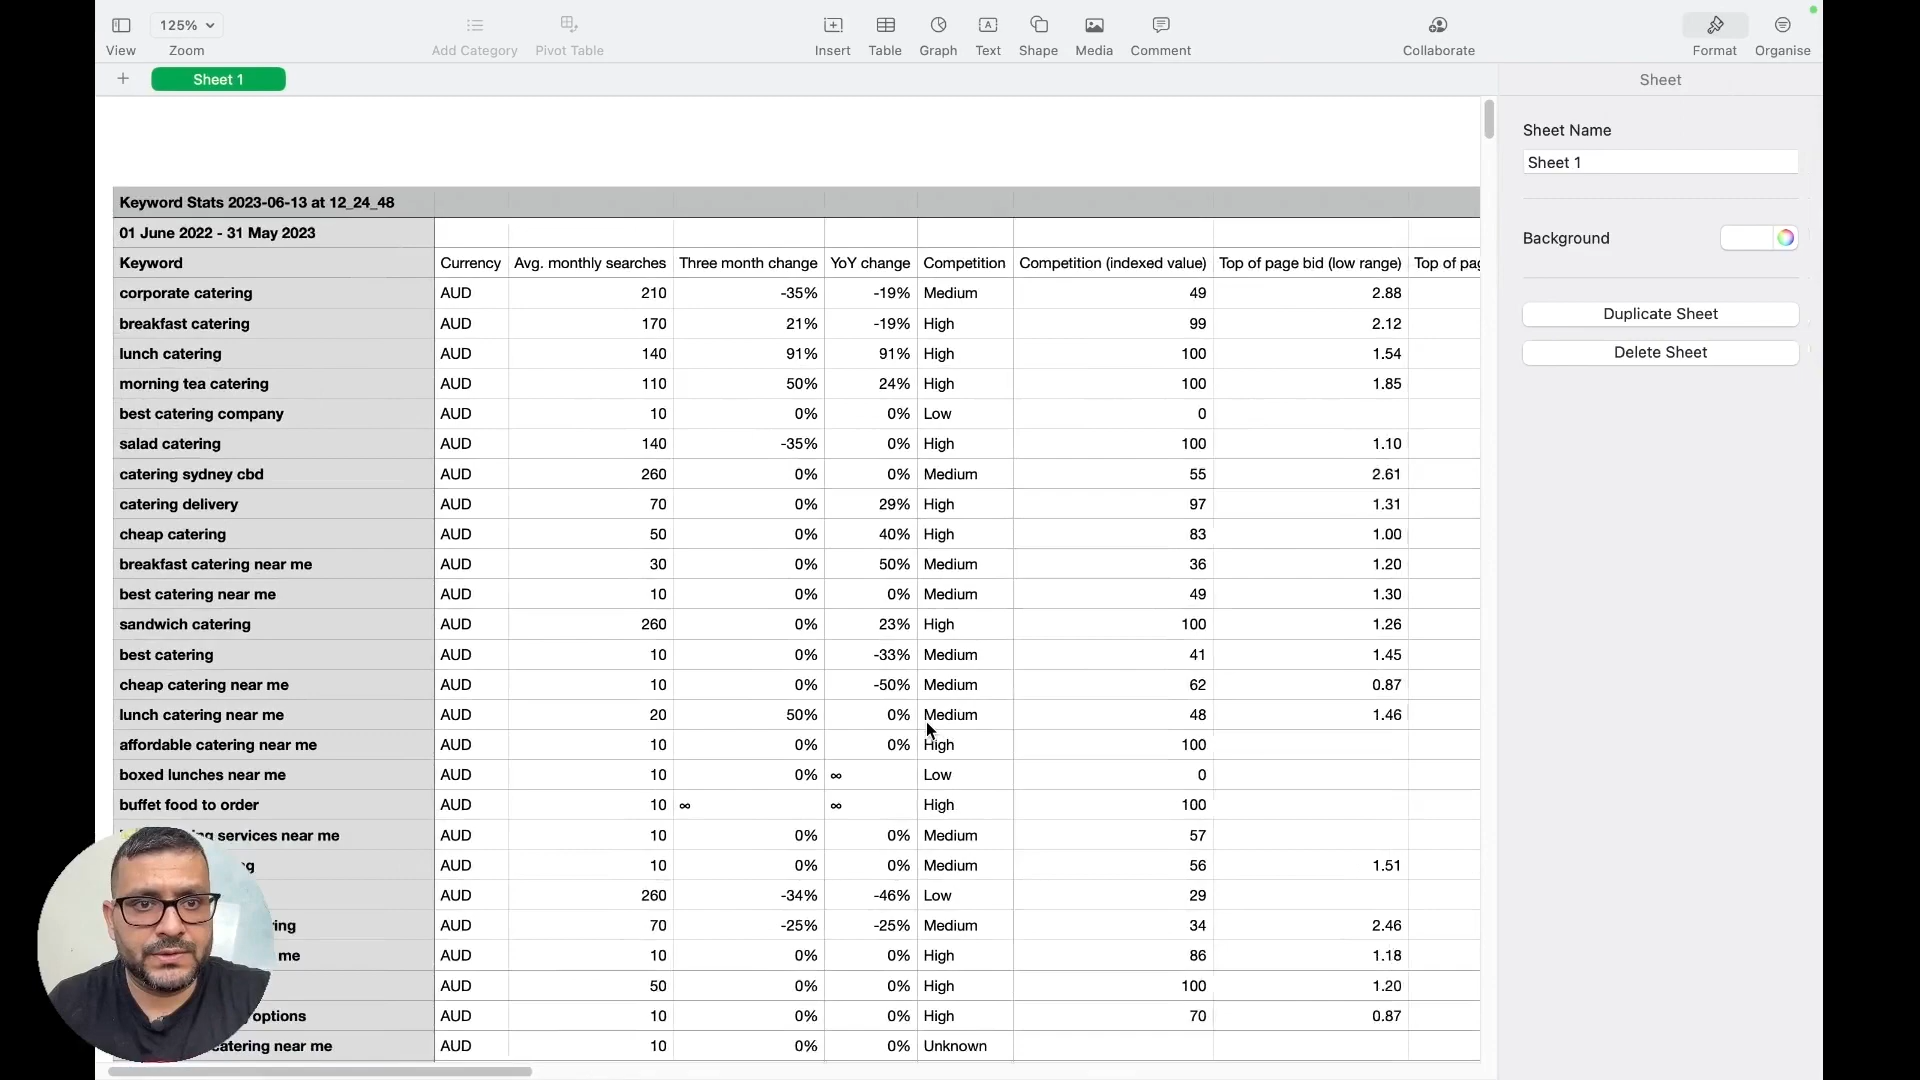 125%
View Zoom Add Category Pivot Table Insert Table Graph Text Shape Media Comment Collaborate Format Organise
Sheet 1 Sheet
Sheet Name
Sheet 1
Background
Duplicate Sheet
Delete Sheet
Keyword Stats 2023-06-13 at 12_24_48
01 June 2022 - 31 May 2023
Keyword Currency Avg. monthly searches Three month change YoY change Competition Competition (indexed value) Top of page bid (low range) Top of
corporate catering AUD 210 -35% -19% Medium 49 2.88
breakfast catering AUD 170 21% -19% High 99 2.12
lunch catering AUD 140 91% 91% High 100 1.54
morning tea catering AUD 110 50% 24% High 100 1.85
best catering company AUD 10 0% 0% Low 0
salad catering AUD 140 -35% 0% High 100 1.10
catering sydney cbd AUD 260 0% 0% Medium 55 2.61
catering delivery AUD 70 0% 29% High 97 1.31
cheap catering AUD 50 0% 40% High 83 1.00
breakfast catering near me AUD 30 0% 50% Medium 36 1.20
best catering near me AUD 10 0% 0% Medium 49 1.30
sandwich catering AUD 260 0% 23% High 100 1.26
best catering AUD 10 0% -33% Medium 41 1.45
cheap catering near me AUD 10 0% -50% Medium 62 0.87
lunch catering near me AUD 20 50% 0% Medium 48 1.46
affordable catering near me AUD 10 0% 0% High 100
boxed lunches near me AUD 10 0% ∞ Low 0
buffet food to order AUD 10 ∞ ∞ High 100
services near me AUD 10 0% 0% Medium 57
AUD 10 0% 0% Medium 56 1.51
AUD 260 -34% -46% Low 29
AUD 70 -25% -25% Medium 34 2.46
me AUD 10 0% 0% High 86 1.18
AUD 50 0% 0% High 100 1.20
options AUD 10 0% 0% High 70 0.87
catering near me AUD 10 0% 0% Unknown